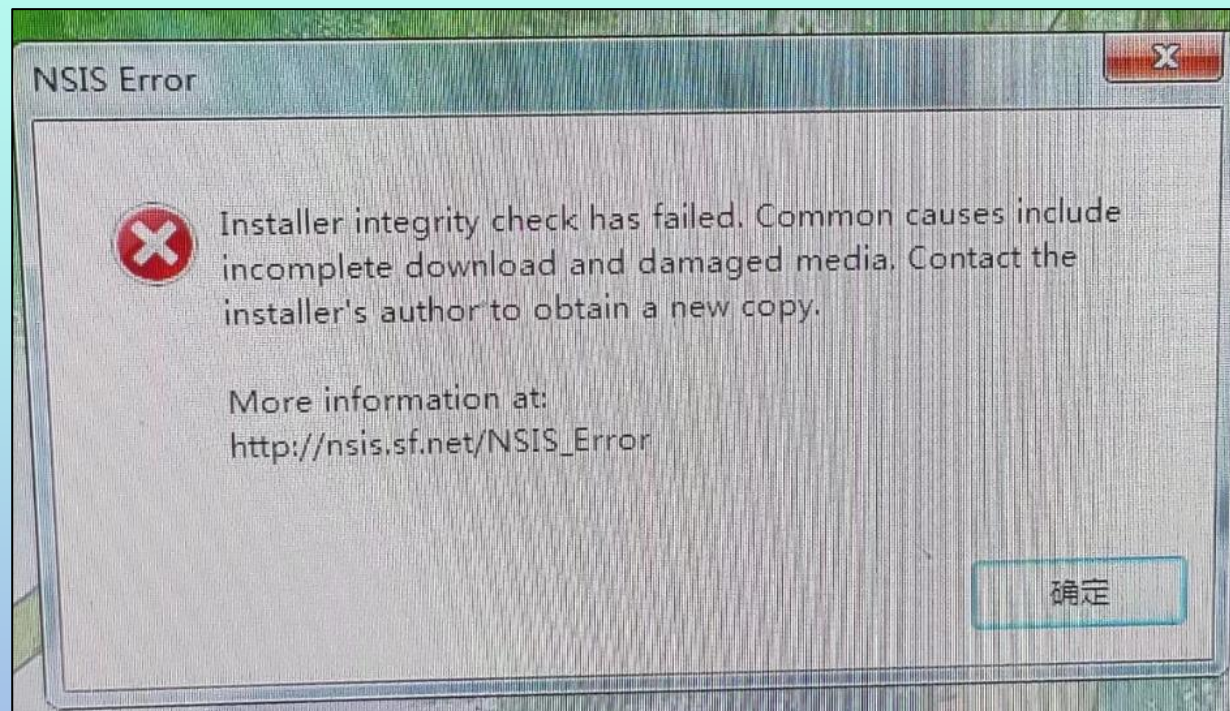 NSIS Error
Installer integrity check has failed. Common causes include
incomplete download and damaged media. Contact the
installer's author to obtain a new copy.
More information at:
http://nsis.sf.net/NSIS_Error
确定